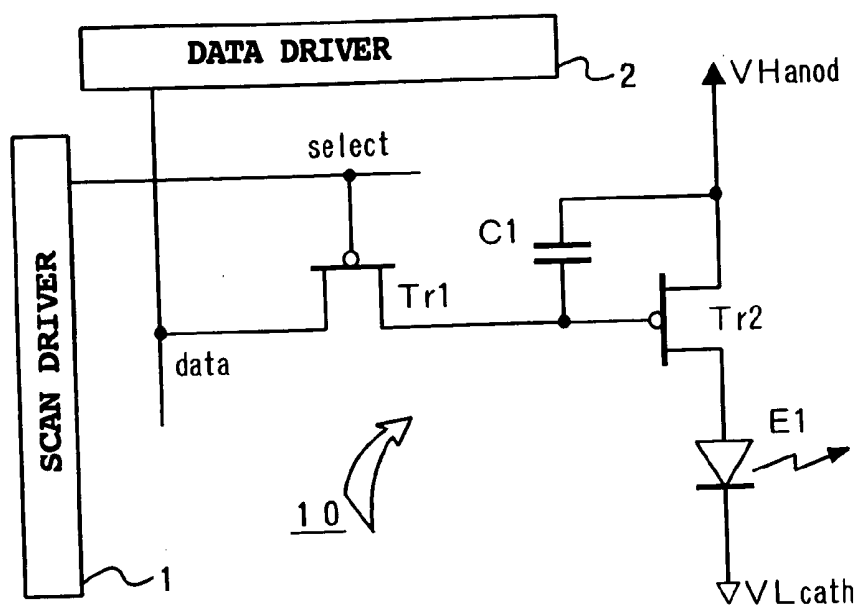 DATA DRIVER
2
VHanod
select
C1
SCAN DRIVER
Tr1
Tr2
data
E1
10
1
VLcath